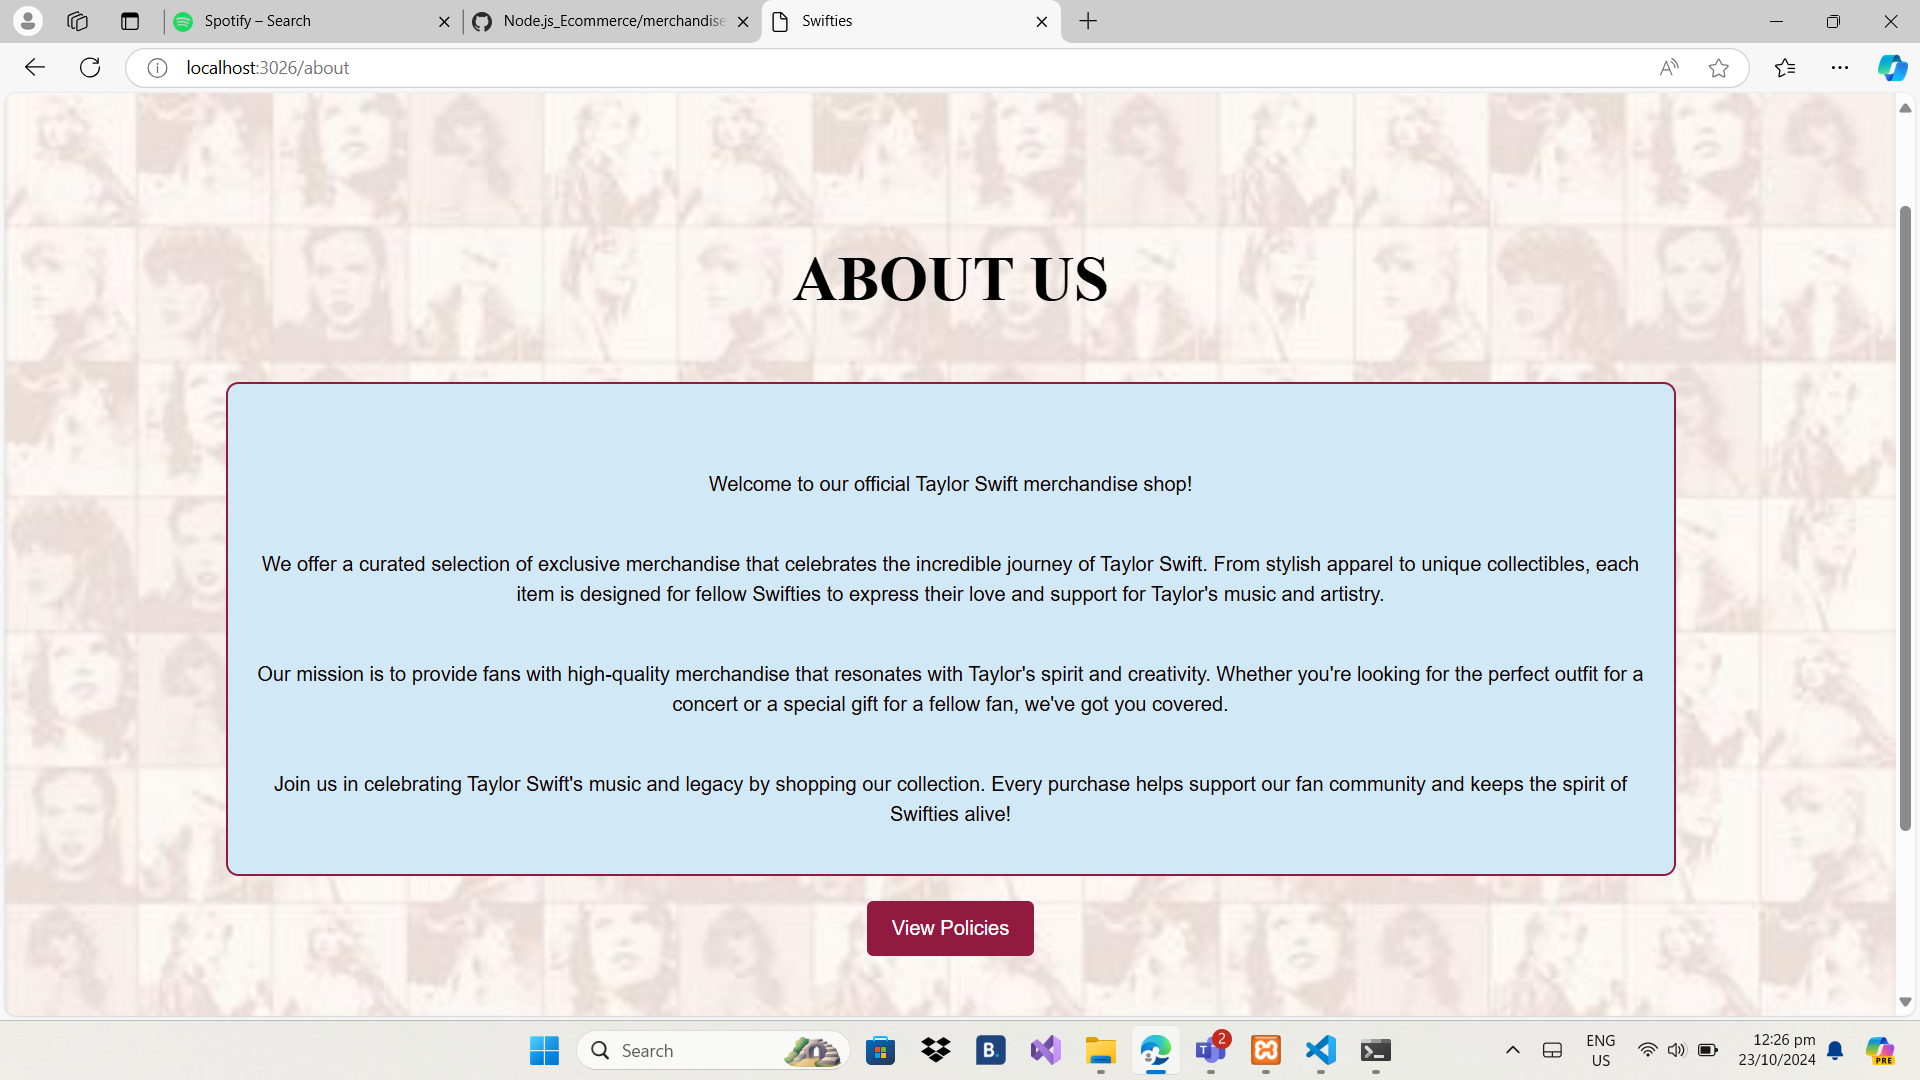 Spotify – Search
Node.js_Ecommerce/merchandise
Swifties
localhost:3026/about
ABOUT US
Welcome to our official Taylor Swift merchandise shop!
We offer a curated selection of exclusive merchandise that celebrates the incredible journey of Taylor Swift. From stylish apparel to unique collectibles, each
item is designed for fellow Swifties to express their love and support for Taylor's music and artistry.
Our mission is to provide fans with high-quality merchandise that resonates with Taylor's spirit and creativity. Whether you're looking for the perfect outfit for a
concert or a special gift for a fellow fan, we've got you covered.
Join us in celebrating Taylor Swift's music and legacy by shopping our collection. Every purchase helps support our fan community and keeps the spirit of
Swifties alive!
View Policies
Search
B.
2
ENG
US
12:26 pm
23/10/2024
PRE